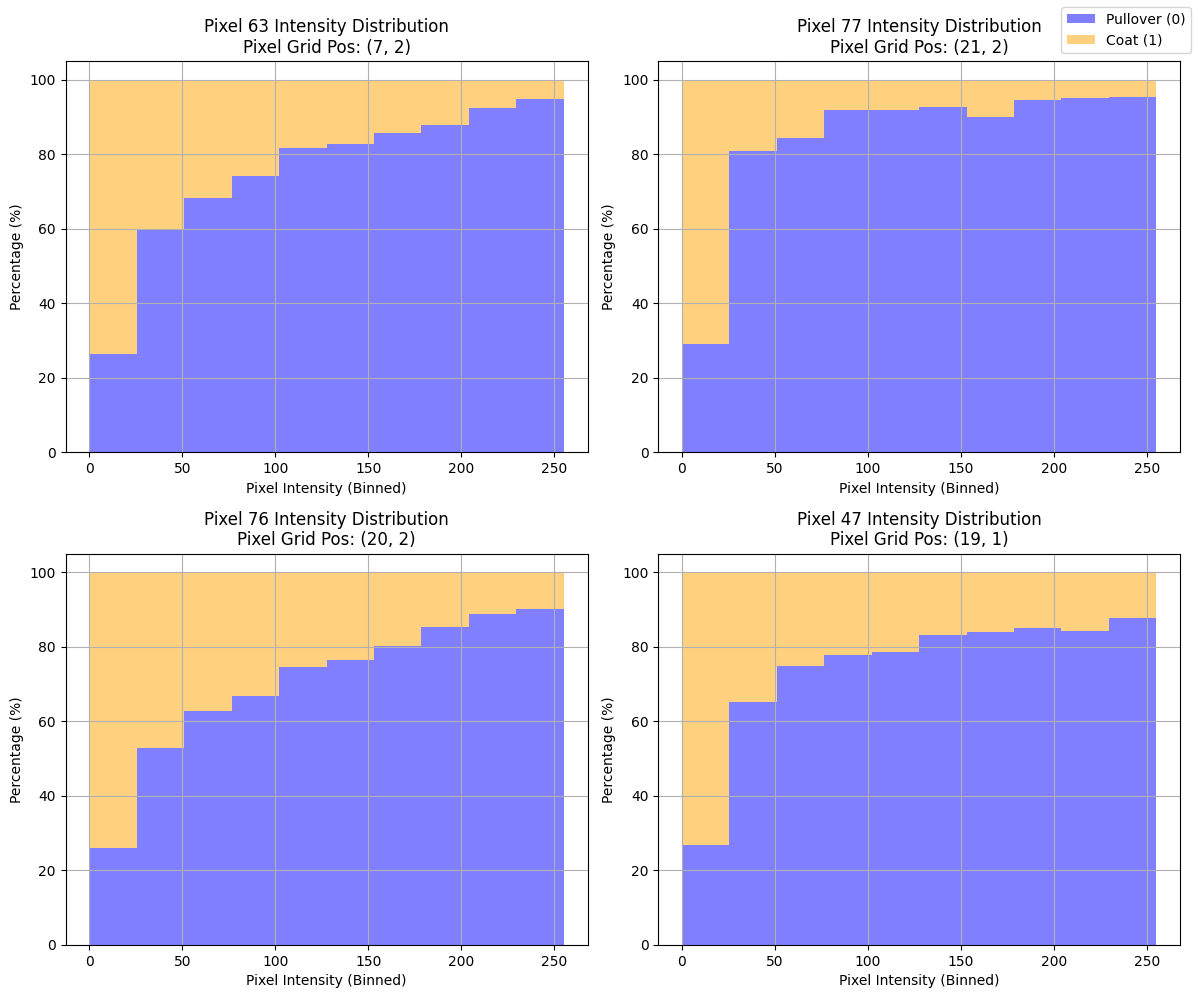 Pixel 63 Intensity Distribution
Pixel Grid Pos: (7, 2)
100
80
60
40
20
0
Percentage (%)
0 50 100 150 200 250
Pixel Intensity (Binned)
Pixel 77 Intensity Distribution
Pixel Grid Pos: (21, 2)
Pullover (0)
Coat (1)
100
80
60
40
20
0
Percentage (%)
0 50 100 150 200 250
Pixel Intensity (Binned)
Pixel 76 Intensity Distribution
Pixel Grid Pos: (20, 2)
100
80
60
40
20
0
Percentage (%)
0 50 100 150 200 250
Pixel Intensity (Binned)
Pixel 47 Intensity Distribution
Pixel Grid Pos: (19, 1)
100
80
60
40
20
0
Percentage (%)
0 50 100 150 200 250
Pixel Intensity (Binned)